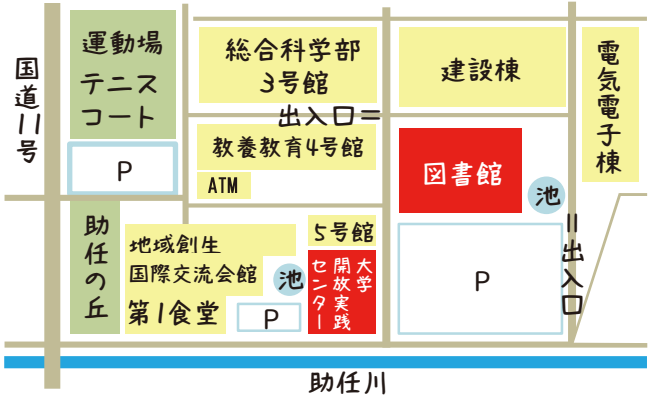 国道11号
運動場
テニス
コート
P
総合科学部
3号館
出入口=
教養教育4号館
ATM
建設棟
電気電子棟
図書館
池
=出入口
P
助任の丘
地域創生
国際交流会館
第1食堂
池
P
5号館
大学
開放実践
センター
助任川